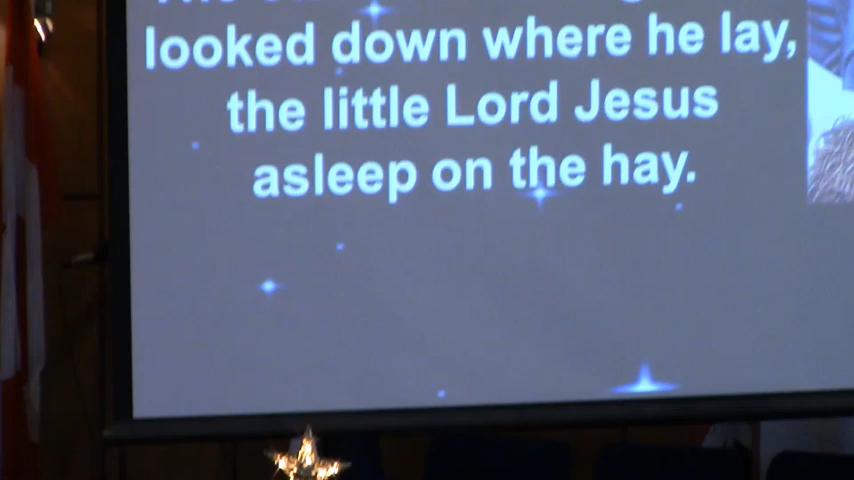 looked down where he lay,
the little Lord Jesus
asleep on the hay.